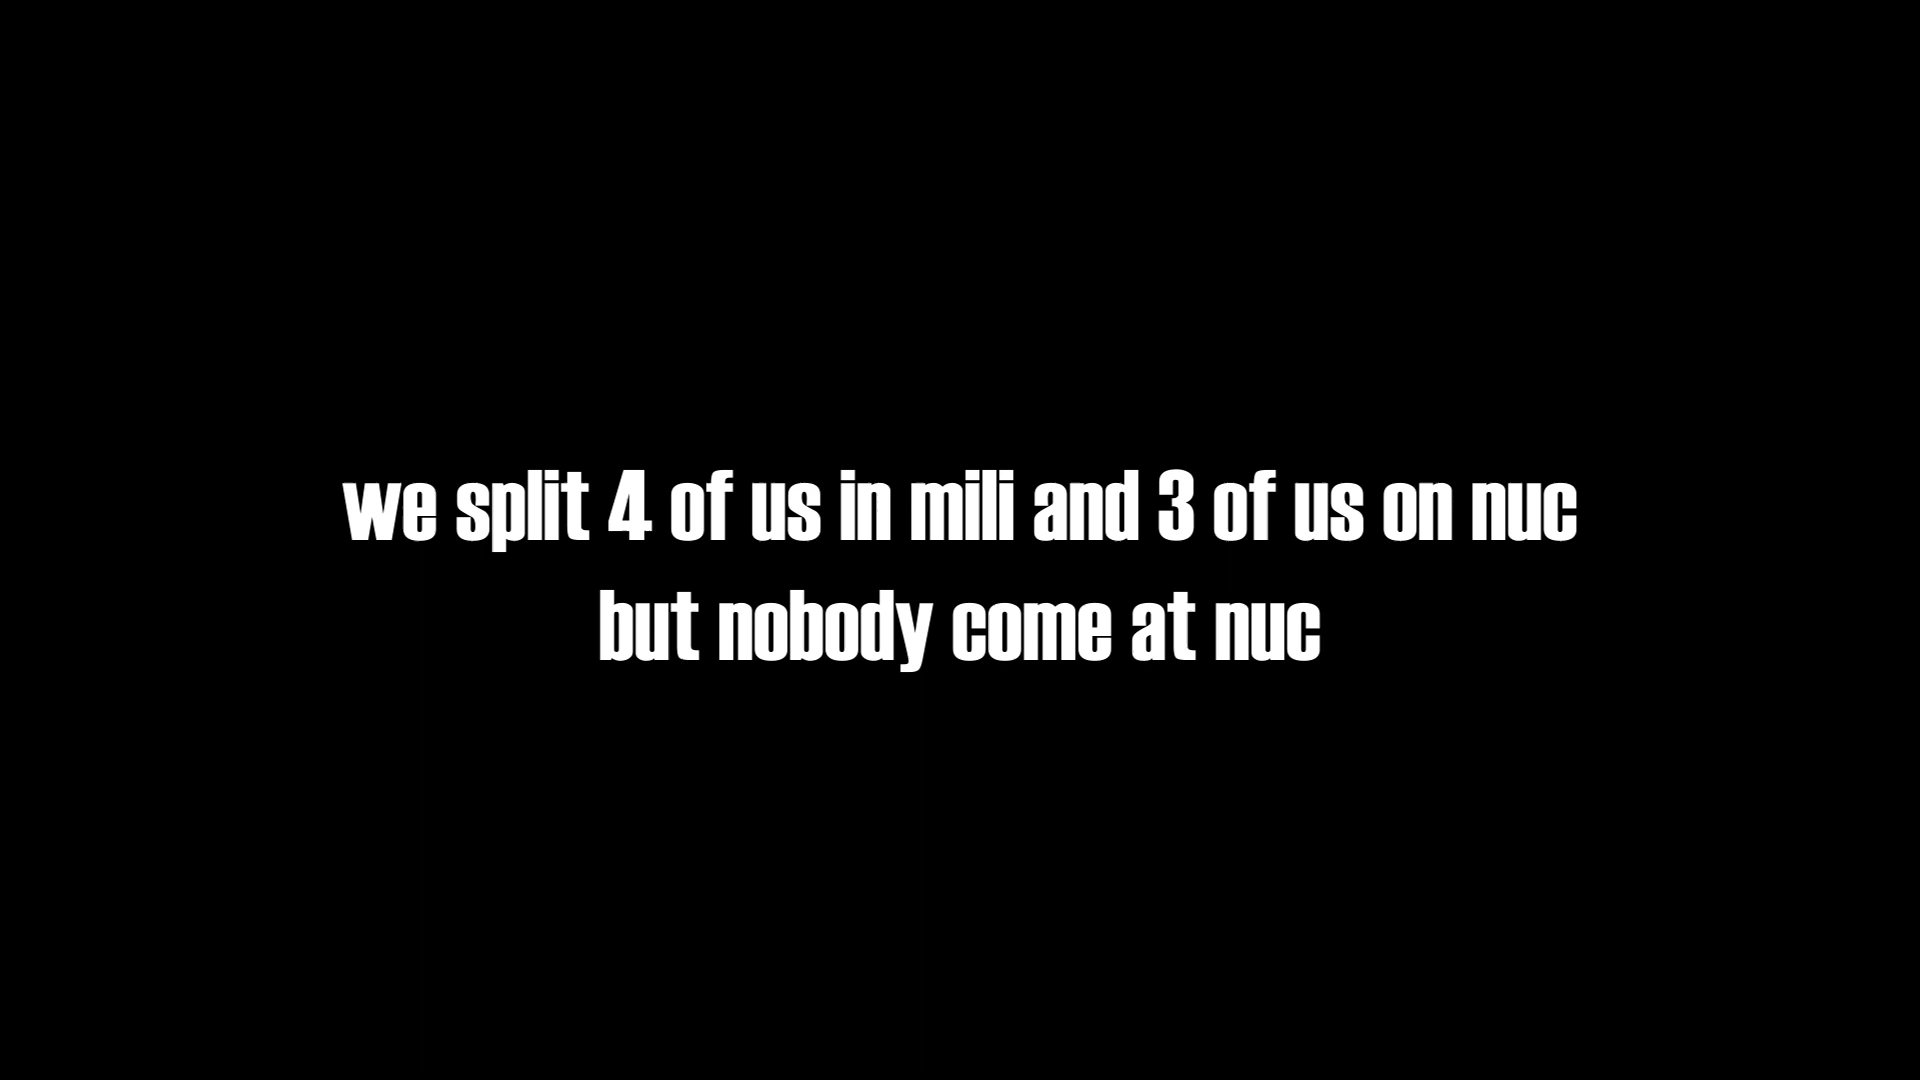 we split 4 of us in mili and 3 of us on nuc
but nobody come at nuc